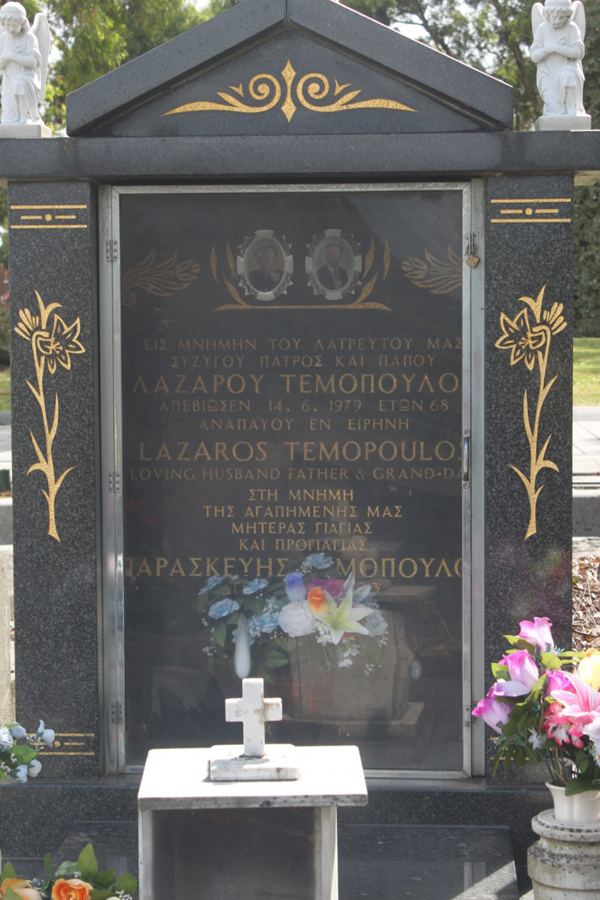 ΕΙΣ ΜΝΗΜΗΝ ΤΟΥ ΛΑΤΡΕΥΤΟΥ ΜΑΣ
ΣΥΖΥΓΟΥ ΠΑΤΡΟΣ ΚΑΙ ΠΑΠΟΥ
ΛΑΖΑΡΟΥ ΤΕΜΟΠΟΥΛΟ
ΑΠΕΒΙΩΣΕΝ 14. 6. 1979 ΕΤΩΝ 68
ΑΝΑΠΑΥΟΥ ΕΝ ΕΙΡΗΝΗ
LAZAROS TEMOPOULOS
LOVING HUSBAND FATHER & GRAND-DA
ΣΤΗ ΜΝΗΜΗ
ΤΗΣ ΑΓΑΠΗΜΕΝΗΣ ΜΑΣ
ΜΗΤΕΡΑΣ ΓΙΑΓΙΑΣ
ΚΑΙ ΠΡΟΓΙΑΓΙΑΣ
ΠΑΡΑΣΚΕΥΗΣ